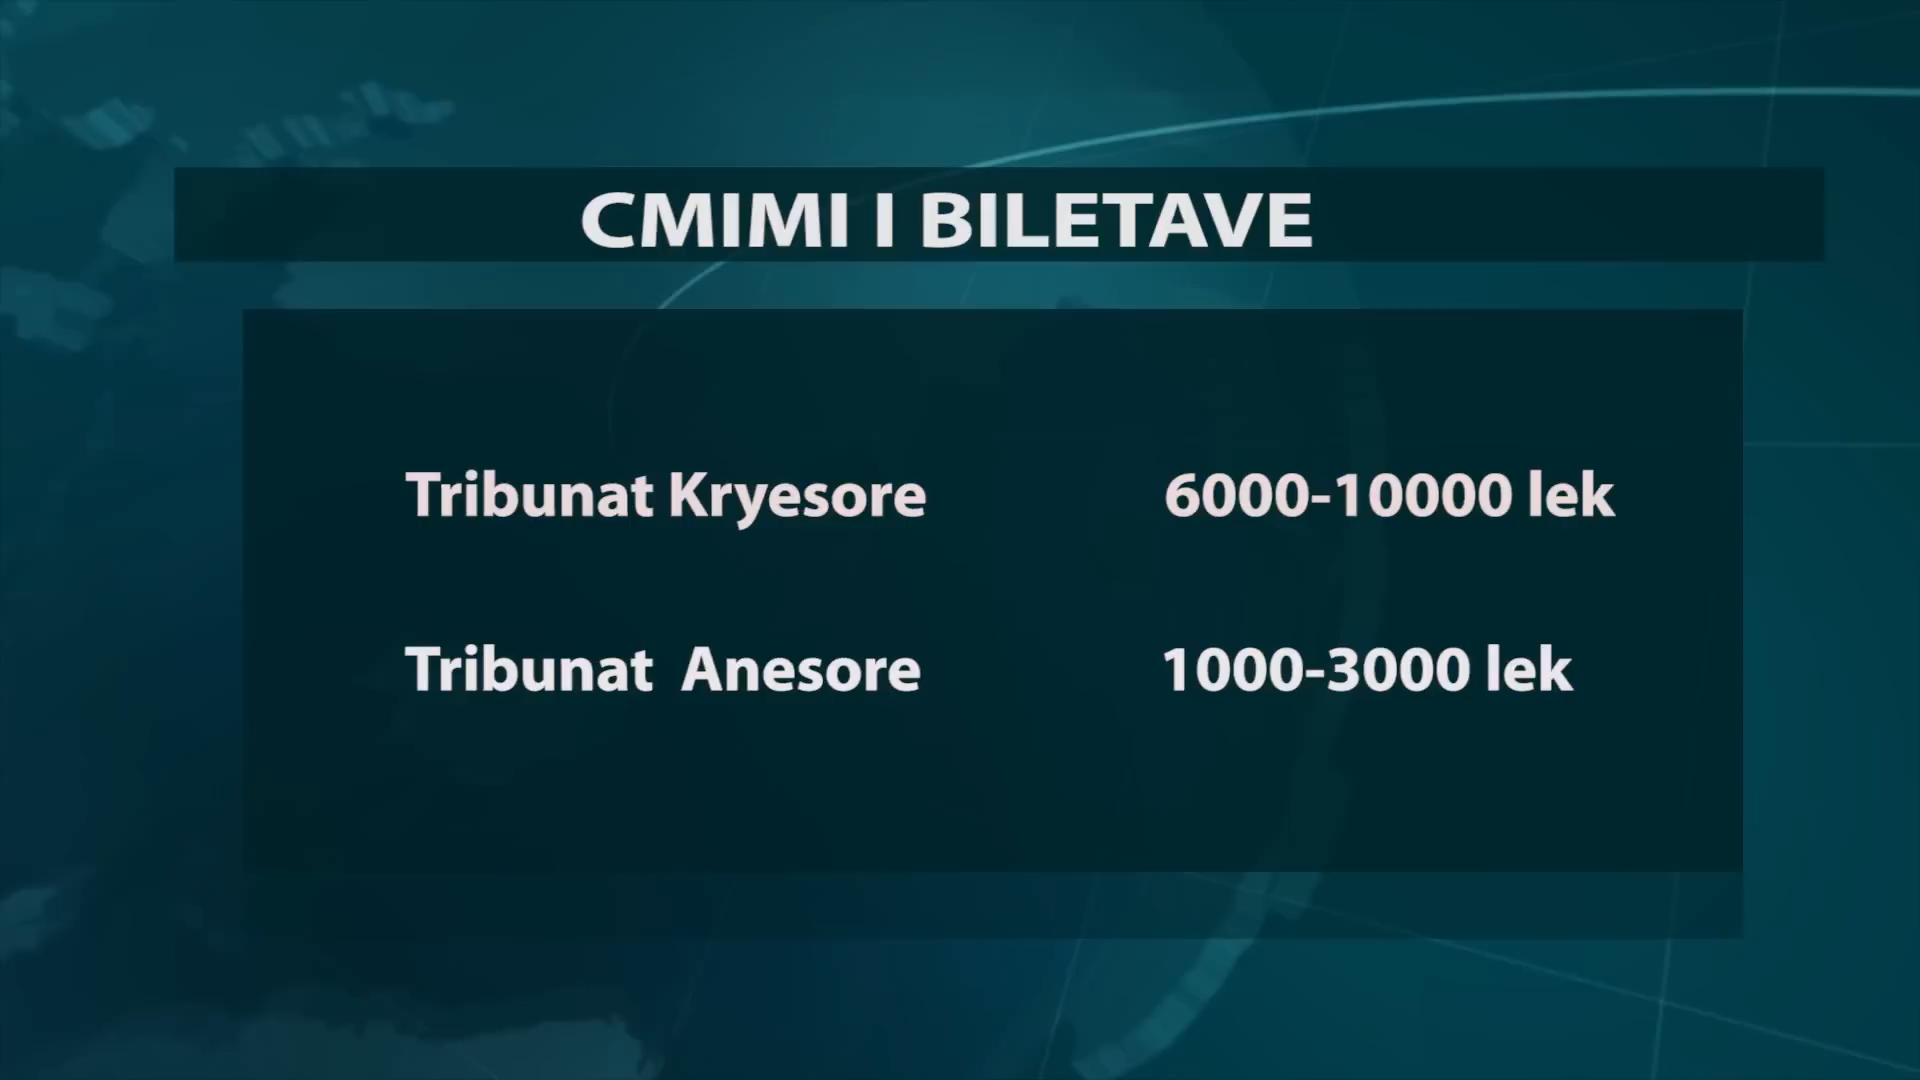 CMIMI I BILETAVE
Tribunat Kryesore 6000-10000 lek
Tribunat Anesore 1000-3000 lek